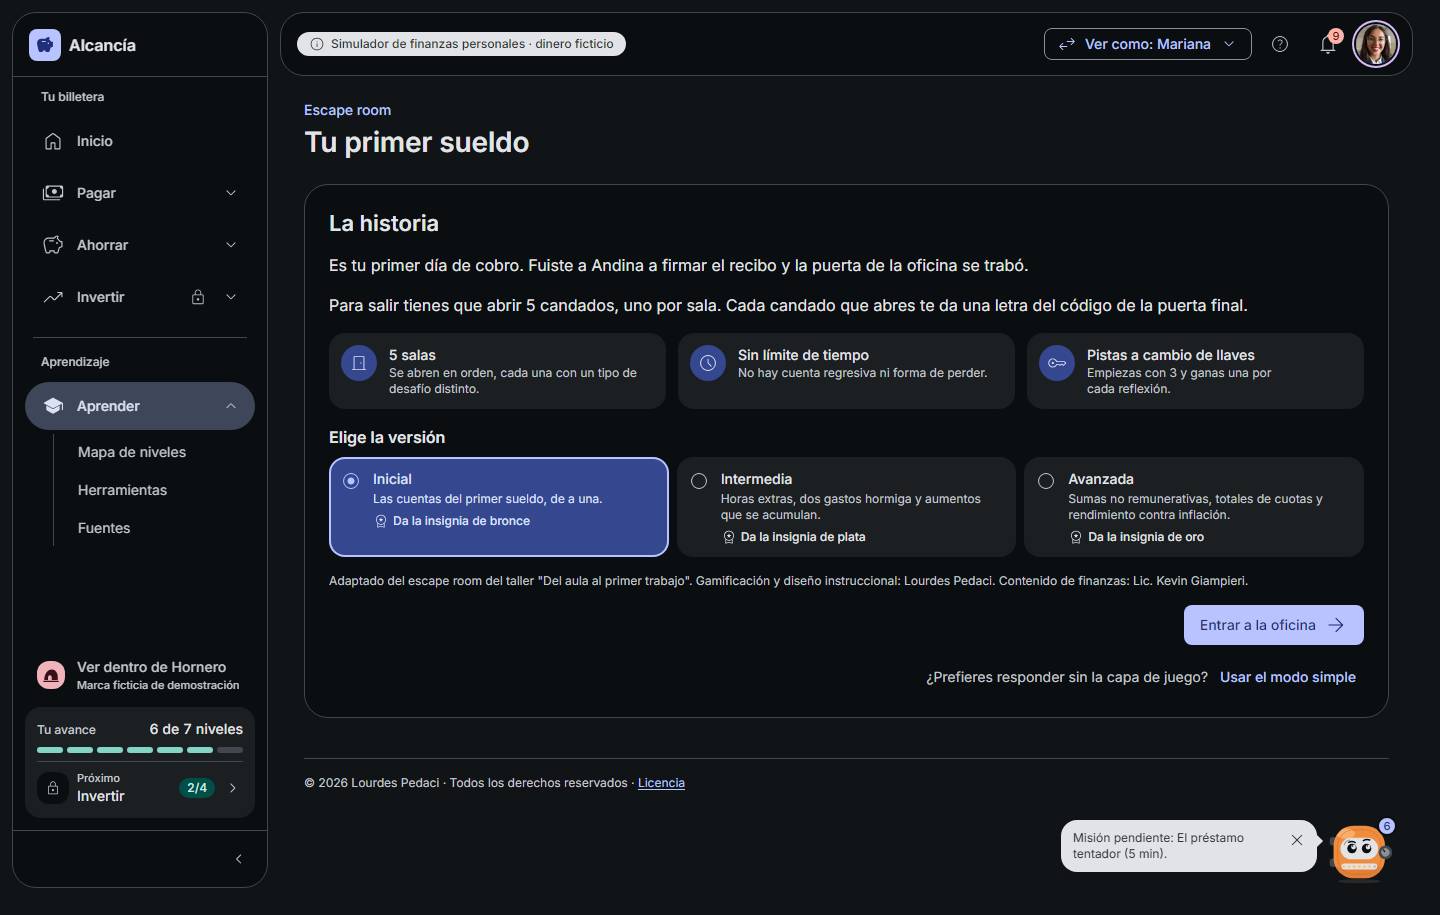 Alcancía
Simulador de finanzas personales · dinero ficticio
Ver como: Mariana
9
Tu billetera
Inicio
Pagar
Ahorrar
Invertir
Aprendizaje
Aprender
Mapa de niveles
Herramientas
Fuentes
Ver dentro de Hornero
Marca ficticia de demostración
Tu avance
6 de 7 niveles
Próximo
Invertir
2/4
Escape room
Tu primer sueldo
La historia
Es tu primer día de cobro. Fuiste a Andina a firmar el recibo y la puerta de la oficina se trabó.
Para salir tienes que abrir 5 candados, uno por sala. Cada candado que abres te da una letra del código de la puerta final.
5 salas
Se abren en orden, cada una con un tipo de
desafío distinto.
Sin límite de tiempo
No hay cuenta regresiva ni forma de perder.
Pistas a cambio de llaves
Empiezas con 3 y ganas una por
cada reflexión.
Elige la versión
Inicial
Las cuentas del primer sueldo, de a una.
Da la insignia de bronce
Intermedia
Horas extras, dos gastos hormiga y aumentos
que se acumulan.
Da la insignia de plata
Avanzada
Sumas no remunerativas, totales de cuotas y
rendimiento contra inflación.
Da la insignia de oro
Adaptado del escape room del taller "Del aula al primer trabajo". Gamificación y diseño instruccional: Lourdes Pedaci. Contenido de finanzas: Lic. Kevin Giampieri.
Entrar a la oficina
¿Prefieres responder sin la capa de juego? Usar el modo simple
© 2026 Lourdes Pedaci · Todos los derechos reservados · Licencia
Misión pendiente: El préstamo
tentador (5 min).
6